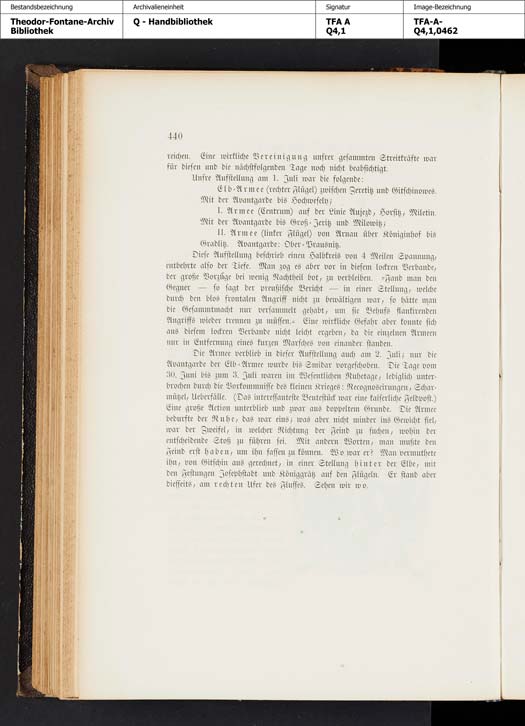 Bestandsbezeichnung Archivalieneinheit Signatur Image-Bezeichnung
Theodor-Fontane-Archiv Q - Handbibliothek TFA A TFA-A-
Bibliothek Q4,1 Q4,1,0462
440
reichen. Eine wirkliche Vereinigung unsrer gesammten Streitkräfte war
für diesen und die nächstfolgenden Tage noch nicht beabsichtigt.
Unsre Aufstellung am 1. Juli war die folgende:
Elb-Armee (rechter Flügel) zwischen Zeretitz und Gitschinowes.
Mit der Avantgarde bis Hochwesely;
I. Armee (Centrum) auf der Linie Aujezd, Horsitz, Miletin.
Mit der Avantgarde bis Groß-Jeritz und Milowitz;
II. Armee (linker Flügel) von Arnau über Königinhof bis
Gradlitz. Avantgarde: Ober-Prausnitz.
Diese Aufstellung beschrieb einen Halbkreis von 4 Meilen Spannung,
entbehrte also der Tiefe. Man zog es aber vor in diesem lockren Verbande,
der große Vorzüge bei wenig Nachtheil bot, zu verbleiben. »Fand man den
Gegner — so sagt der preußische Bericht — in einer Stellung, welche
durch den blos frontalen Angriff nicht zu bewältigen war, so hätte man
die Gesammtmacht nur versammelt gehabt, um sie Behufs flankirenden
Angriffs wieder trennen zu müssen.« Eine wirkliche Gefahr aber konnte sich
aus diesem lockren Verbande nicht leicht ergeben, da die einzelnen Armeen
nur in Entfernung eines kurzen Marsches von einander standen.
Die Armee verblieb in dieser Aufstellung auch am 2. Juli; nur die
Avantgarde der Elb-Armee wurde bis Smidar vorgeschoben. Die Tage vom
30. Juni bis zum 3. Juli waren im Wesentlichen Ruhetage, lediglich unter-
brochen durch die Vorkommnisse des kleinen Krieges: Recognoscirungen, Schar-
mützel, Ueberfälle. (Das interessanteste Beutestück war eine kaiserliche Feldpost.)
Eine große Action unterblieb und zwar aus doppeltem Grunde. Die Armee
bedurfte der Ruhe, das war eins; was aber nicht minder ins Gewicht fiel,
war der Zweifel, in welcher Richtung der Feind zu suchen, wohin der
entscheidende Stoß zu führen sei. Mit andern Worten, man mußte den
Feind erst haben, um ihn fassen zu können. Wo war er? Man vermuthete
ihn, von Gitschin aus gerechnet, in einer Stellung hinter der Elbe, mit
den Festungen Josephstadt und Königgrätz auf den Flügeln. Er stand aber
diesseits, am rechten Ufer des Flusses. Sehen wir wo.